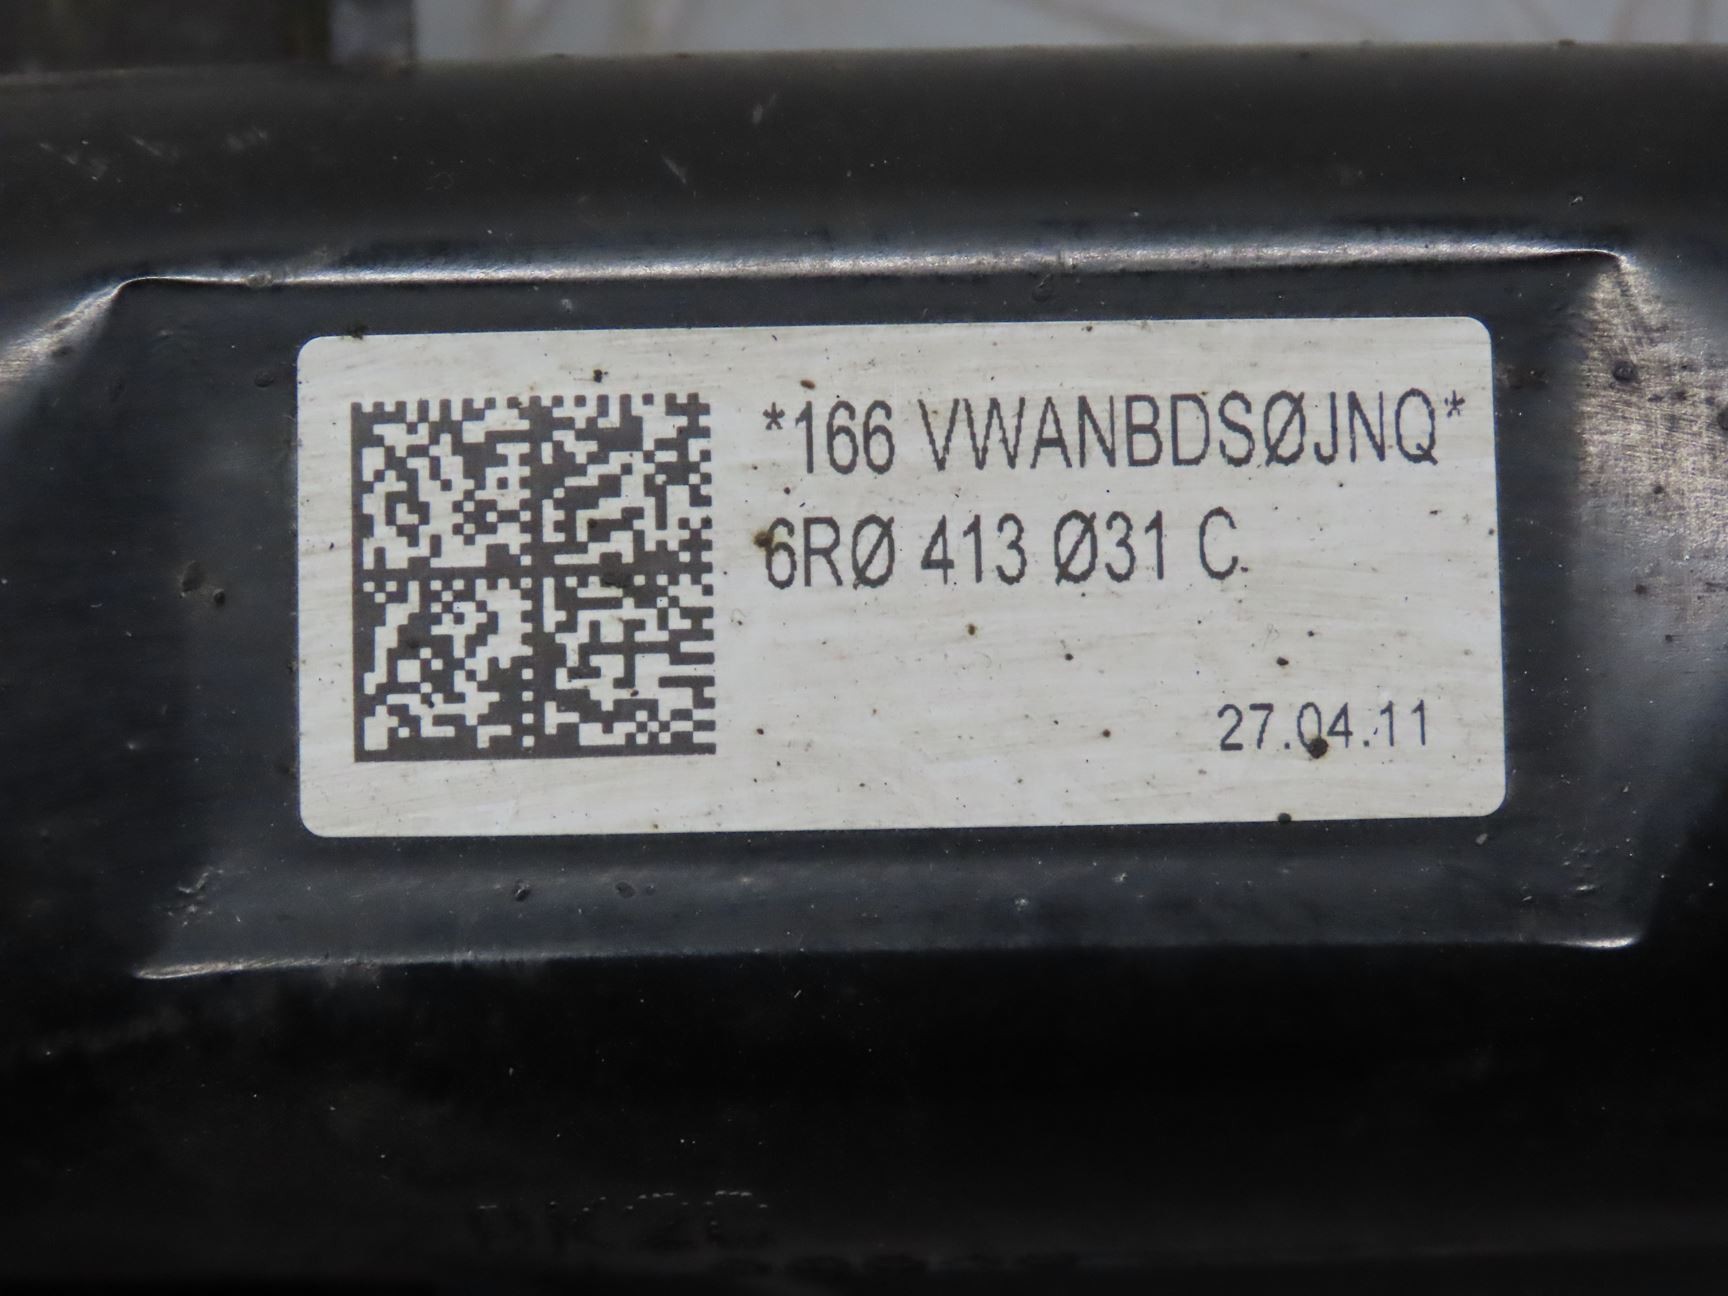 *166 VWANBDSØJNQ*
6RØ 413 Ø31 C
27.04.11